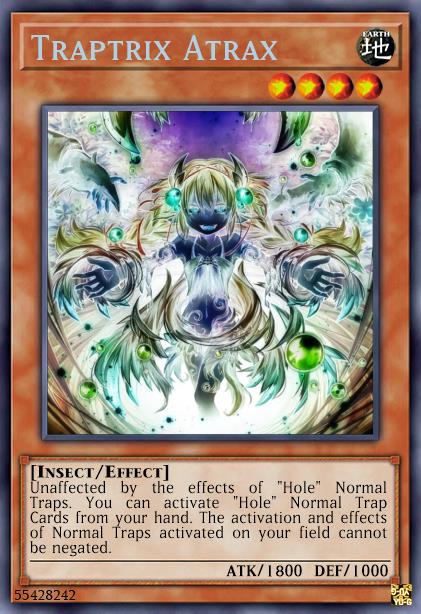 Traptrix Atrax
EARTH
地
[Insect/Effect]
Unaffected by the effects of "Hole" Normal
Traps. You can activate "Hole" Normal Trap
Cards from your hand. The activation and effects
of Normal Traps activated on your field cannot
be negated.
ATK/1800 DEF/1000
55428242